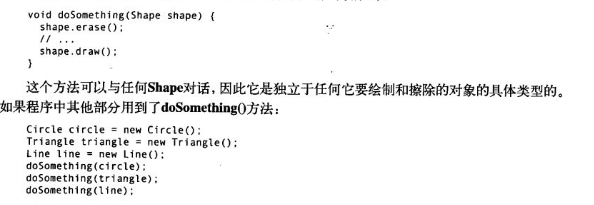 void doSomething(Shape shape) {
  shape.erase();
  // ...
  shape.draw();
}
这个方法可以与任何Shape对话，因此它是独立于任何它要绘制和擦除的对象的具体类型的。
如果程序中其他部分用到了doSomething()方法：
Circle circle = new Circle();
Triangle triangle = new Triangle();
Line line = new Line();
doSomething(circle);
doSomething(triangle);
doSomething(line);